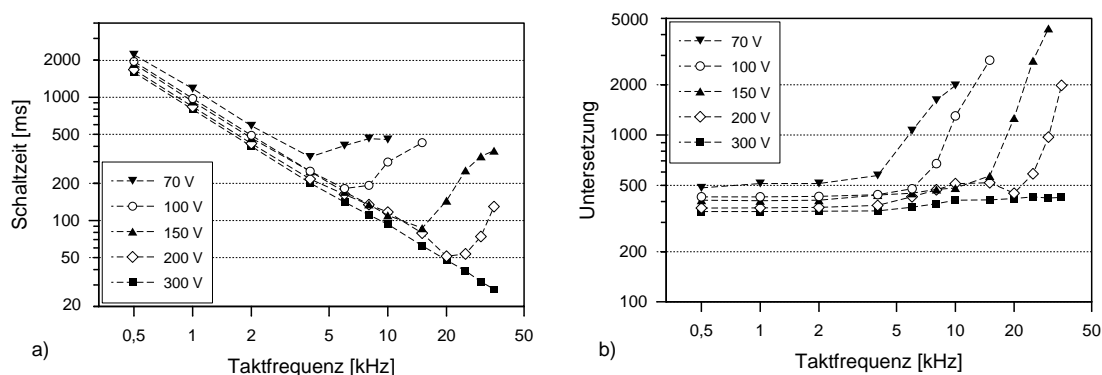 Schaltzeit [ms]
2000
1000
500
200
100
50
20
70 V
100 V
150 V
200 V
300 V
0,5 1 2 5 10 20 50
Taktfrequenz [kHz]
a)
Untersetzung
5000
2000
1000
500
200
100
70 V
100 V
150 V
200 V
300 V
0,5 1 2 5 10 20 50
Taktfrequenz [kHz]
b)